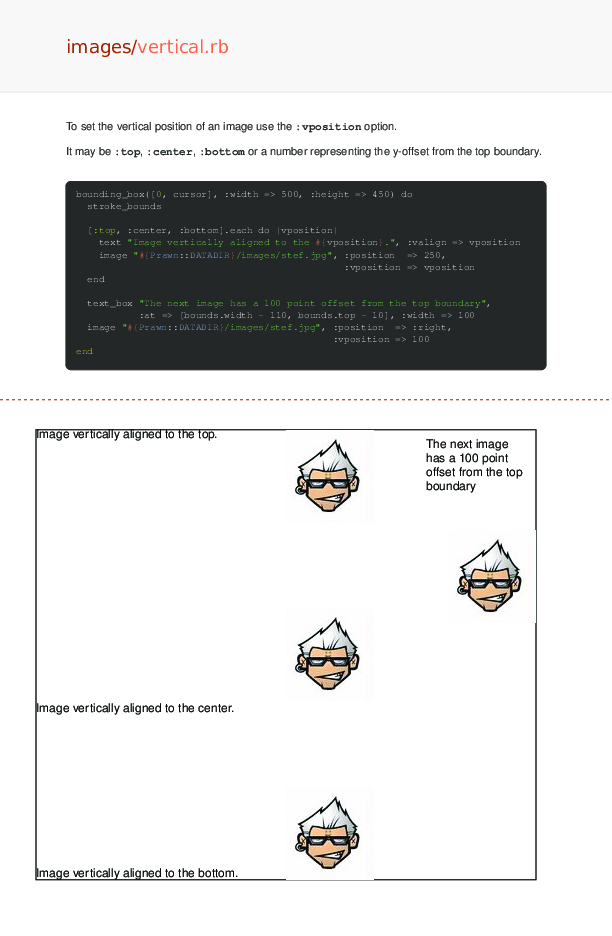 images/vertical.rb
To set the vertical position of an image use the :vposition option.
It may be :top, :center, :bottom or a number representing the y-offset from the top boundary.
bounding_box([0, cursor], :width => 500, :height => 450) do
  stroke_bounds
  [:top, :center, :bottom].each do |vposition|
    text "Image vertically aligned to the #{vposition}.", :valign => vposition
    image "#{Prawn::DATADIR}/images/stef.jpg", :position  => 250,
                                               :vposition => vposition
  end
  text_box "The next image has a 100 point offset from the top boundary",
           :at => [bounds.width - 110, bounds.top - 10], :width => 100
  image "#{Prawn::DATADIR}/images/stef.jpg", :position  => :right,
                                             :vposition => 100
end
Image vertically aligned to the top.
The next image
has a 100 point
offset from the top
boundary
Image vertically aligned to the center.
Image vertically aligned to the bottom.